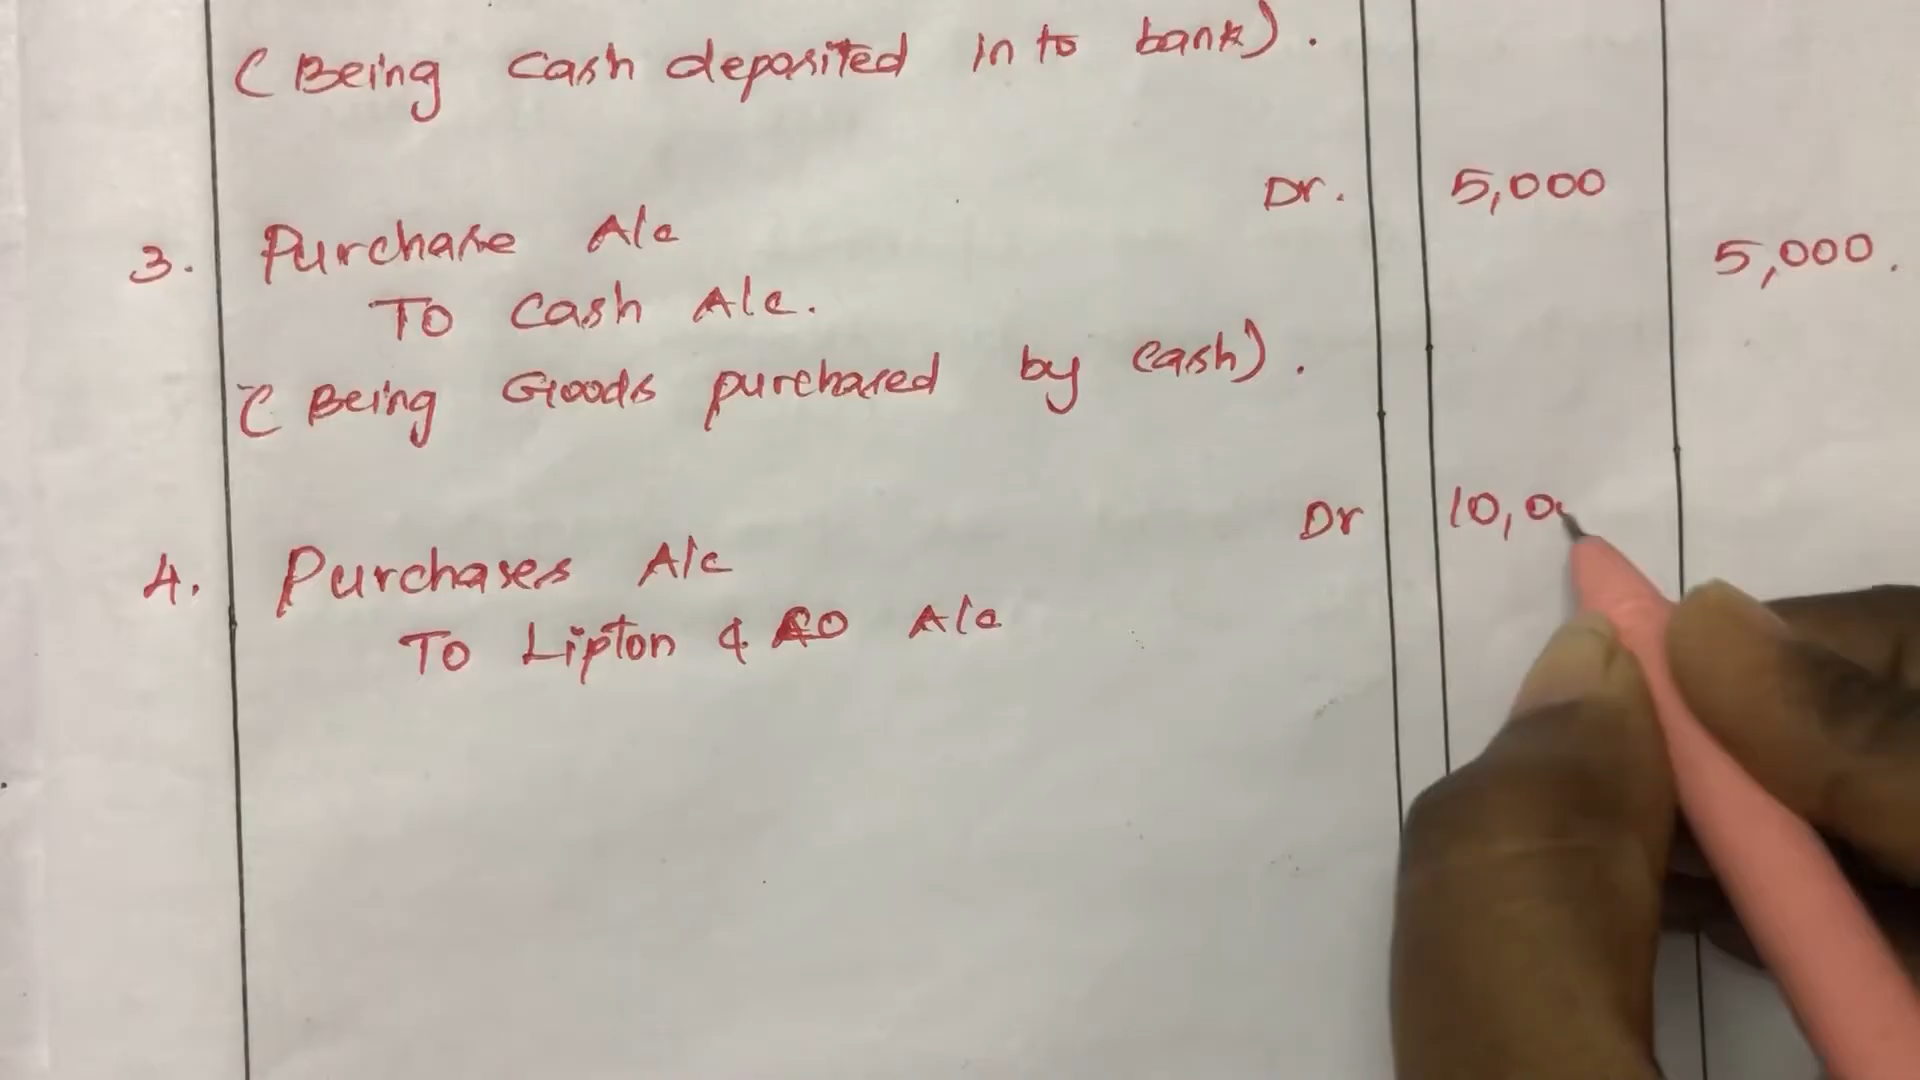 (Being cash deposited in to bank).
3. Purchase A/c Dr. 5,000
To cash A/c. 5,000.
(Being Goods purchased by cash).
4. Purchases A/c Dr 10,00
To Lipton & CO A/c